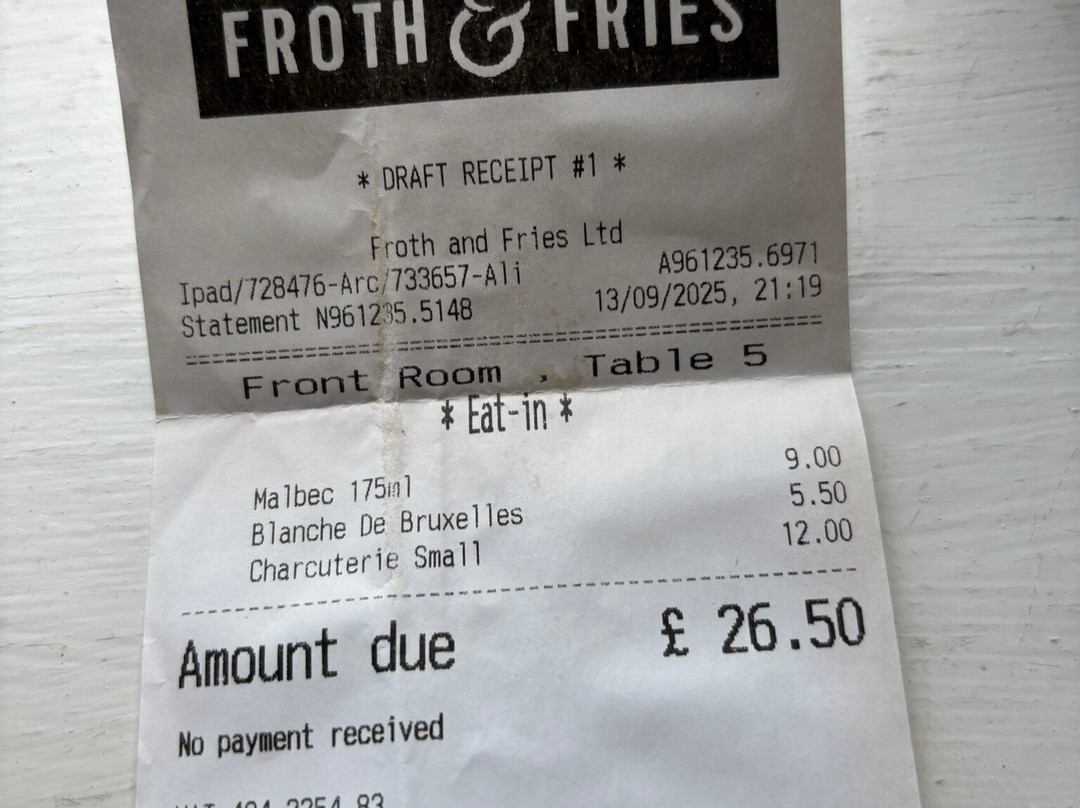 FROTH & FRIES
* DRAFT RECEIPT #1 *
Froth and Fries Ltd
Ipad/728476-Arc/733657-Ali A961235.6971
Statement N961235.5148 13/09/2025, 21:19
Front Room , Table 5
* Eat-in *
Malbec 175ml 9.00
Blanche De Bruxelles 5.50
Charcuterie Small 12.00
Amount due £ 26.50
No payment received